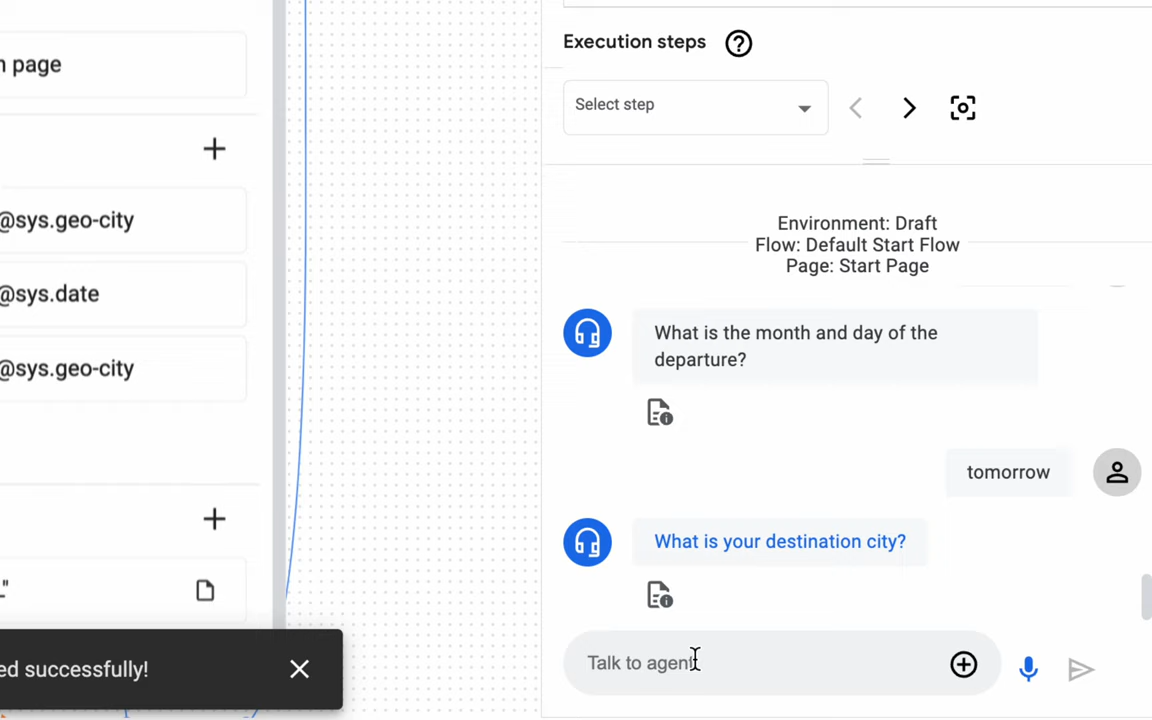 n page
@sys.geo-city
@sys.date
@sys.geo-city
"
ed successfully!
Execution steps
Select step
Environment: Draft
Flow: Default Start Flow
Page: Start Page
What is the month and day of the
departure?
tomorrow
What is your destination city?
Talk to agent